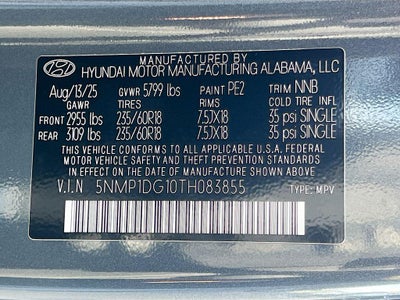 HYUNDAI
MANUFACTURED BY
HYUNDAI MOTOR MANUFACTURING ALABAMA, LLC
Aug/13/25 GVWR 5799 lbs PAINT PE2 TRIM NNB
GAWR TIRES RIMS COLD
FRONT 2955 lbs 235/60R18 7.5JX18 35 psi SINGLE
REAR 3109 lbs 235/60R18 7.5JX18 35 psi SINGLE
THIS VEHICLE CONFORMS TO ALL APPLICABLE U.S. FEDERAL MOTOR
VEHICLE SAFETY, BUMPER, AND THEFT PREVENTION STANDARDS
IN EFFECT ON THE DATE OF MANUFACTURE SHOWN ABOVE.
V.I.N 5NMP1DG10TH083855 TYPE: MPV